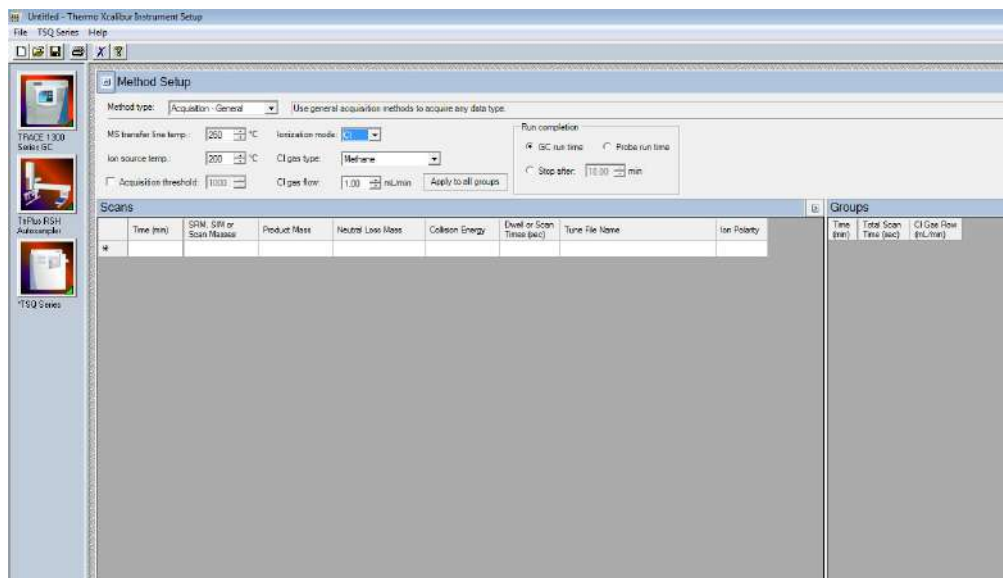 Untitled - Thermo Xcalibur Instrument Setup
File TSQ Series Help
Method Setup
Method type: Acquisition - General Use general acquisition methods to acquire any data type.
MS transfer line temp.: 250 °C Ionization mode: CI
Run completion
GC run time Probe run time
Ion source temp.: 200 °C CI gas type: Methane
Stop after: 10.00 min
Acquisition threshold: 1000 CI gas flow: 1.00 mL/min Apply to all groups
TRACE 1300
Series GC
TriPlus RSH
Autosampler
*TSQ Series
Scans
Time (min) SRM, SIM or Scan Masses Product Mass Neutral Loss Mass Collision Energy Dwell or Scan Times (sec) Tune File Name Ion Polarity
Groups
Time (min) Total Scan Time (sec) CI Gas Flow (mL/min)